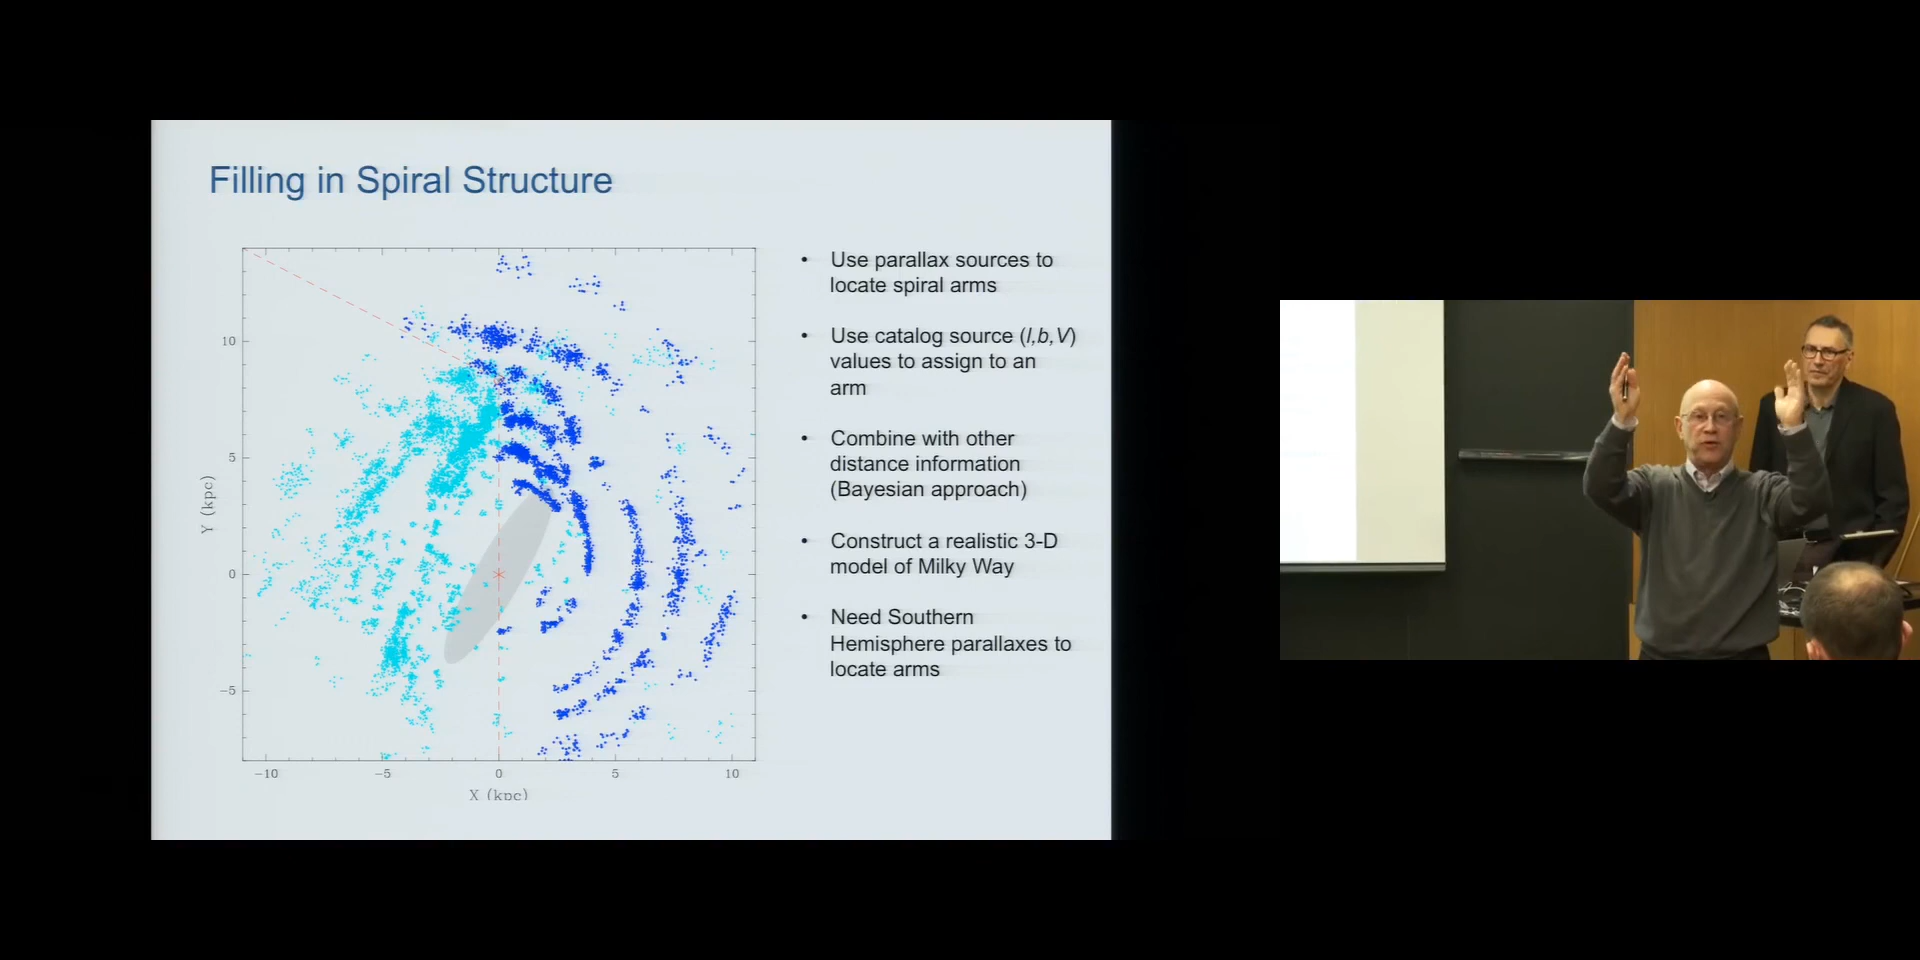 Filling in Spiral Structure
• Use parallax sources to
locate spiral arms
• Use catalog source (l,b,V)
values to assign to an
arm
• Combine with other
distance information
(Bayesian approach)
• Construct a realistic 3-D
model of Milky Way
• Need Southern
Hemisphere parallaxes to
locate arms
Y (kpc)
10
5
0
−5
−10 −5 0 5 10
X (kpc)